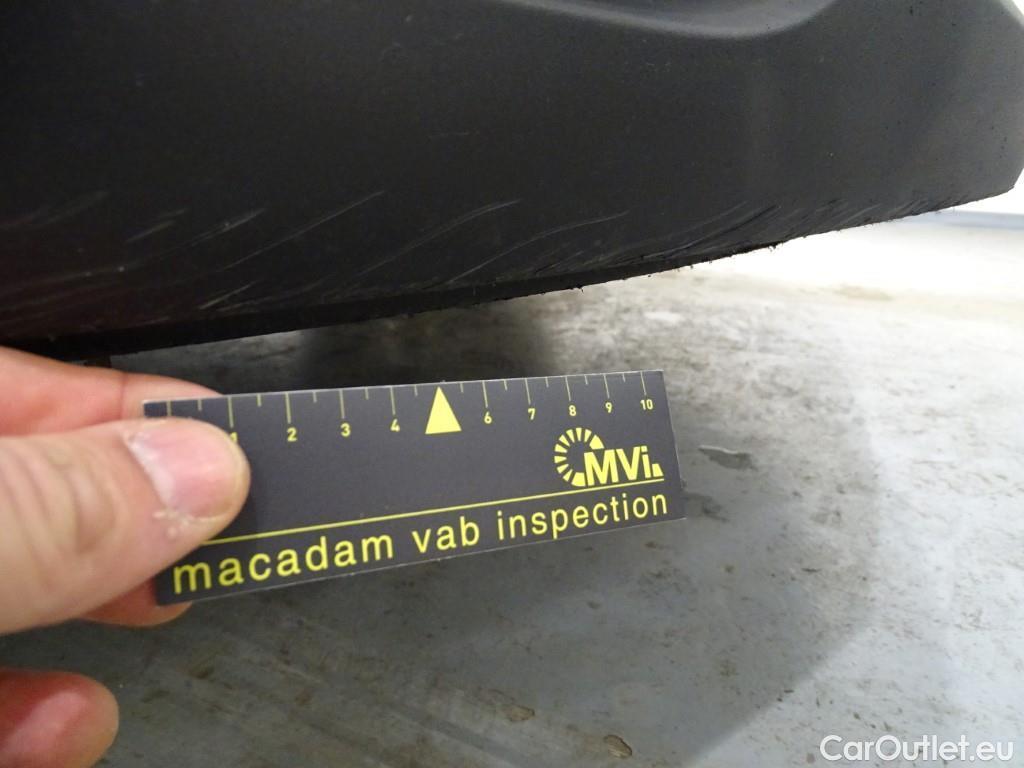 1 2 3 4 6 7 8 9 10
MVi.
macadam vab inspection
CarOutlet.eu